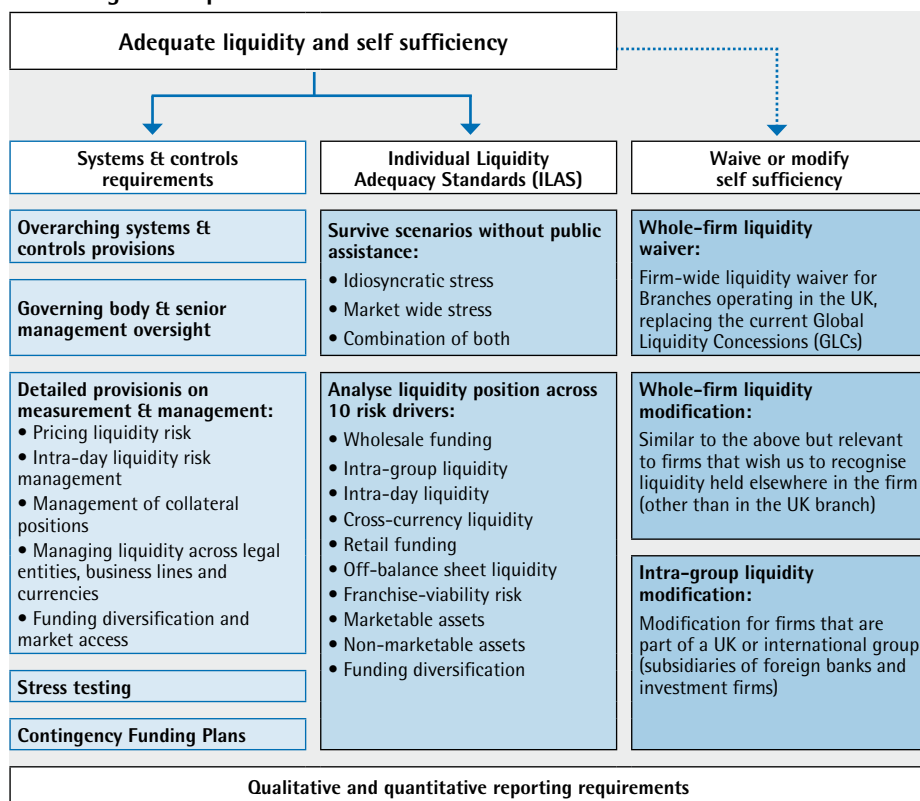 Adequate liquidity and self sufficiency
Systems & controls
requirements
Overarching systems &
controls provisions
Governing body & senior
management oversight
Detailed provisionis on
measurement & management:
• Pricing liquidity risk
• Intra-day liquidity risk
management
• Management of collateral
positions
• Managing liquidity across legal
entities, business lines and
currencies
• Funding diversification and
market access
Stress testing
Contingency Funding Plans
Individual Liquidity
Adequacy Standards (ILAS)
Survive scenarios without public
assistance:
• Idiosyncratic stress
• Market wide stress
• Combination of both
Analyse liquidity position across
10 risk drivers:
• Wholesale funding
• Intra-group liquidity
• Intra-day liquidity
• Cross-currency liquidity
• Retail funding
• Off-balance sheet liquidity
• Franchise-viability risk
• Marketable assets
• Non-marketable assets
• Funding diversification
Waive or modify
self sufficiency
Whole-firm liquidity
waiver:
Firm-wide liquidity waiver for
Branches operating in the UK,
replacing the current Global
Liquidity Concessions (GLCs)
Whole-firm liquidity
modification:
Similar to the above but relevant
to firms that wish us to recognise
liquidity held elsewhere in the firm
(other than in the UK branch)
Intra-group liquidity
modification:
Modification for firms that are
part of a UK or international group
(subsidiaries of foreign banks and
investment firms)
Qualitative and quantitative reporting requirements